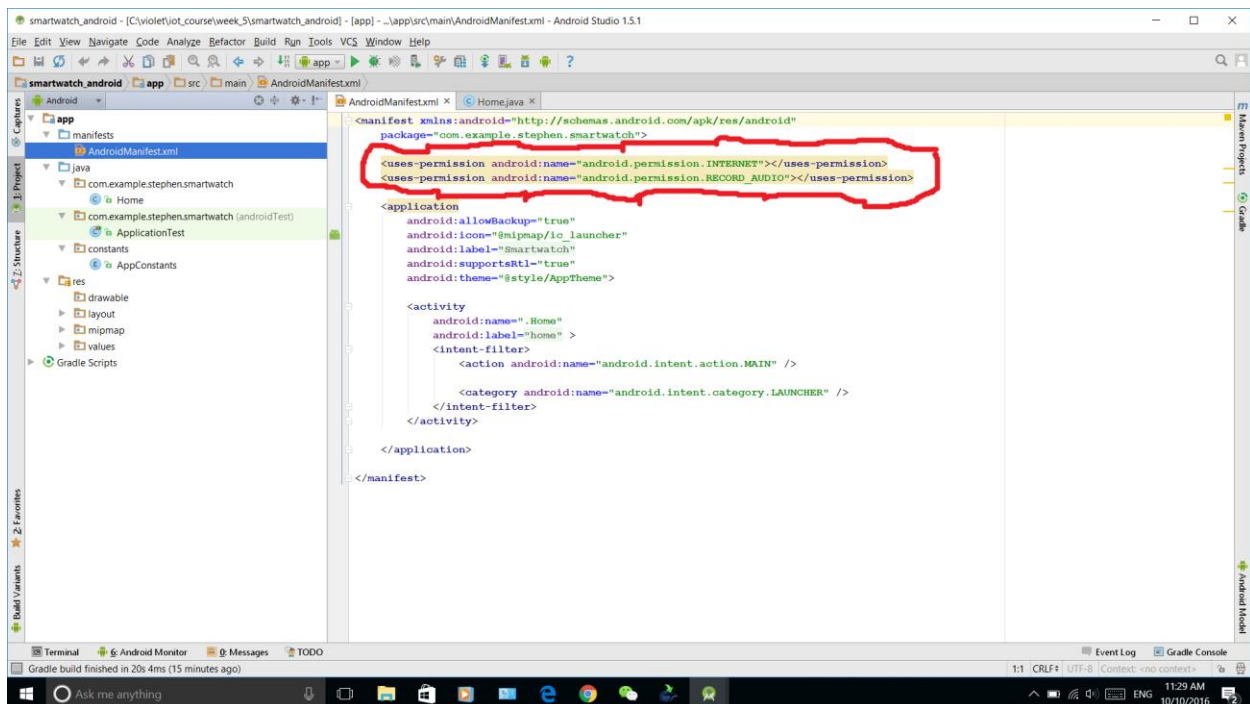 smartwatch_android - [C:\violet\iot_course\week_5\smartwatch_android] - [app] - ...\app\src\main\AndroidManifest.xml - Android Studio 1.5.1
File Edit View Navigate Code Analyze Refactor Build Run Tools VCS Window Help
app
smartwatch_android app src main AndroidManifest.xml
Android
AndroidManifest.xml Home.java
Captures
1: Project
Z: Structure
2: Favorites
Build Variants
app
manifests
AndroidManifest.xml
java
com.example.stephen.smartwatch
Home
com.example.stephen.smartwatch (androidTest)
ApplicationTest
constants
AppConstants
res
drawable
layout
mipmap
values
Gradle Scripts
<manifest xmlns:android="http://schemas.android.com/apk/res/android"
package="com.example.stephen.smartwatch">
<uses-permission android:name="android.permission.INTERNET"></uses-permission>
<uses-permission android:name="android.permission.RECORD_AUDIO"></uses-permission>
<application
android:allowBackup="true"
android:icon="@mipmap/ic_launcher"
android:label="Smartwatch"
android:supportsRtl="true"
android:theme="@style/AppTheme">
<activity
android:name=".Home"
android:label="home" >
<intent-filter>
<action android:name="android.intent.action.MAIN" />
<category android:name="android.intent.category.LAUNCHER" />
</intent-filter>
</activity>
</application>
</manifest>
Maven Projects
Gradle
Android Model
Terminal 6: Android Monitor 0: Messages TODO
Event Log Gradle Console
Gradle build finished in 20s 4ms (15 minutes ago)
1:1 CRLF UTF-8 Context: <no context>
Ask me anything
ENG
11:29 AM
10/10/2016